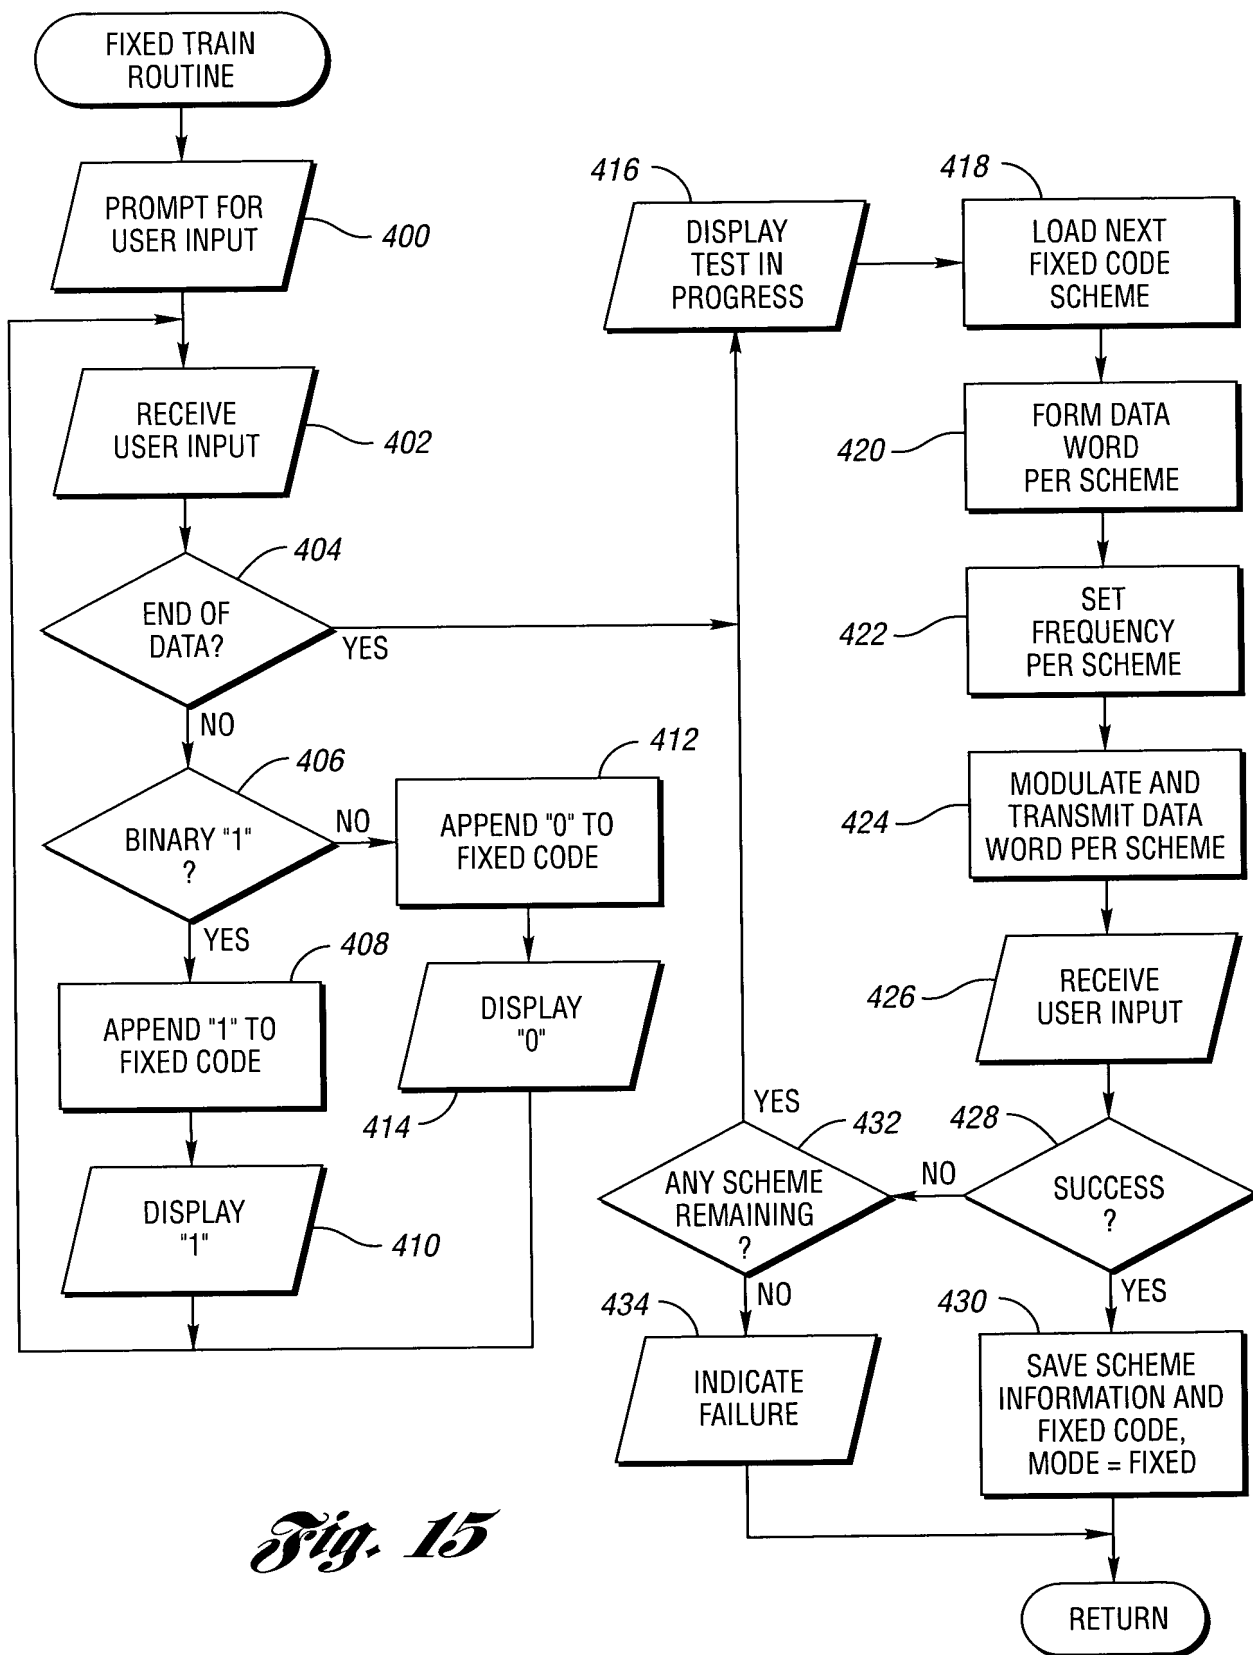 FIXED TRAIN
ROUTINE
PROMPT FOR
USER INPUT
400
RECEIVE
USER INPUT
402
404
END OF
DATA?
YES
NO
406
BINARY "1"
?
NO
YES
412
APPEND "0" TO
FIXED CODE
408
APPEND "1" TO
FIXED CODE
DISPLAY
"0"
414
DISPLAY
"1"
410
416
DISPLAY
TEST IN
PROGRESS
418
LOAD NEXT
FIXED CODE
SCHEME
420
FORM DATA
WORD
PER SCHEME
422
SET
FREQUENCY
PER SCHEME
424
MODULATE AND
TRANSMIT DATA
WORD PER SCHEME
426
RECEIVE
USER INPUT
428
SUCCESS
?
NO
YES
432
ANY SCHEME
REMAINING
?
YES
NO
434
INDICATE
FAILURE
430
SAVE SCHEME
INFORMATION AND
FIXED CODE,
MODE = FIXED
RETURN
Fig. 15